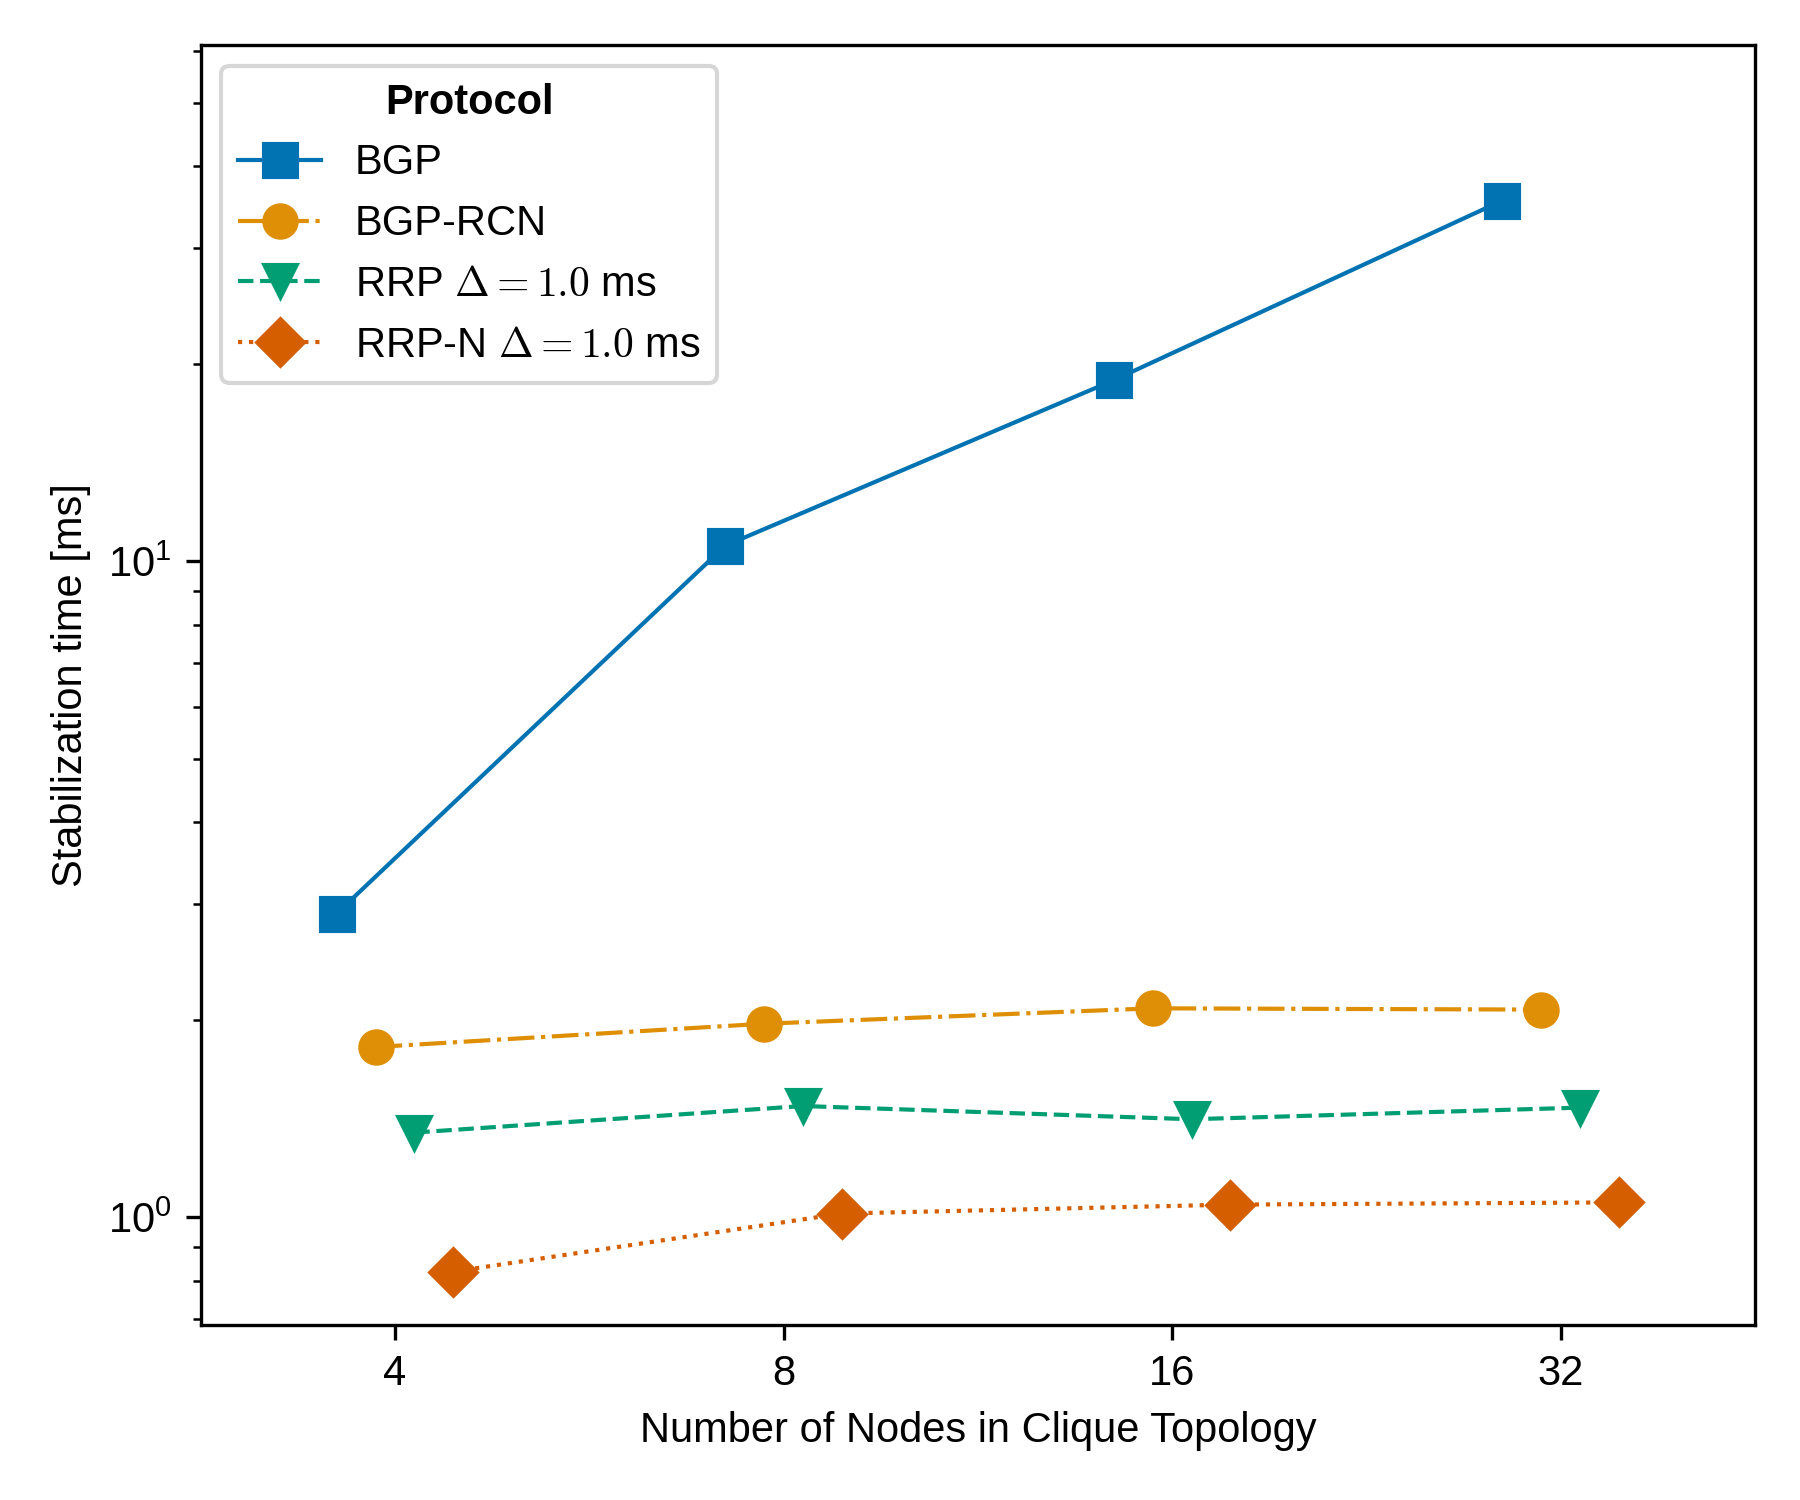 Protocol
BGP
BGP-RCN
RRP Δ = 1.0 ms
RRP-N Δ = 1.0 ms
Stabilization time [ms]
10¹
10⁰
4 8 16 32
Number of Nodes in Clique Topology